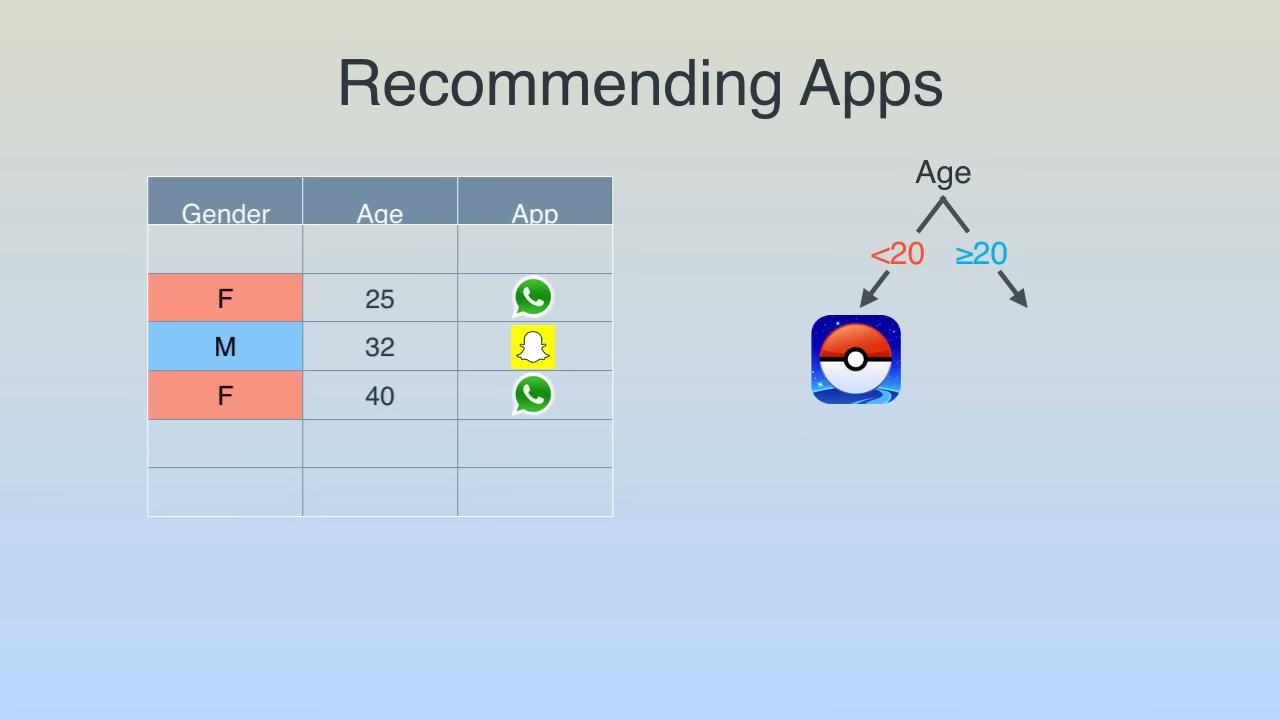 Recommending Apps
Age
Gender Age App
<20 ≥20
F 25
M 32
F 40